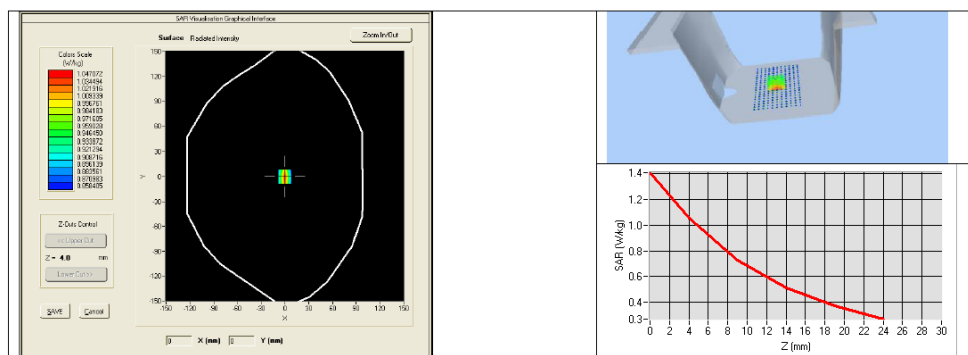 SAR Visualisation Graphical Interface
Surface Radiated Intensity
Zoom In/Out
Colors Scale
(W/kg)
1.047072
1.034494
1.021916
1.009339
0.996761
0.984183
0.971605
0.959028
0.946450
0.933872
0.921294
0.908716
0.896139
0.883561
0.870983
0.858405
Z-Cuts Control
Upper Cut
Z = 4.0 mm
SAVE
Cancel
150
120
90
60
30
0
-30
-60
-90
-120
-150
Y
-150 -120 -90 -60 -30 0 30 60 90 120 150
X
0 X (mm) 0 Y (mm)
SAR (W/kg)
1.4
1.2
1.0
0.8
0.6
0.4
0.3
0 2 4 6 8 10 12 14 16 18 20 22 24 26 28 30
Z (mm)